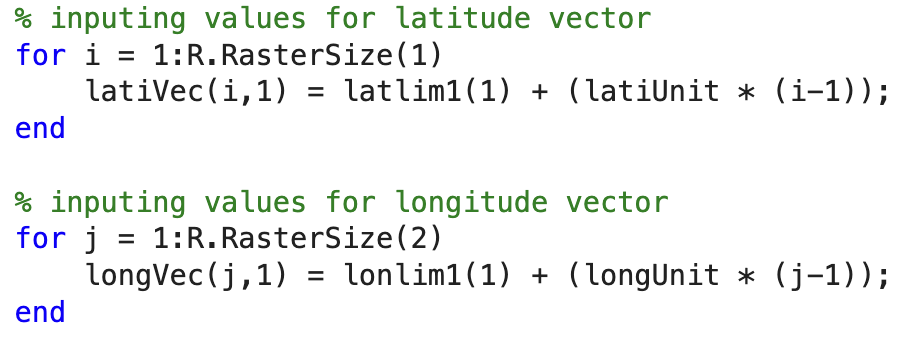 % inputing values for latitude vector
for i = 1:R.RasterSize(1)
    latiVec(i,1) = latlim1(1) + (latiUnit * (i-1));
end

% inputing values for longitude vector
for j = 1:R.RasterSize(2)
    longVec(j,1) = lonlim1(1) + (longUnit * (j-1));
end